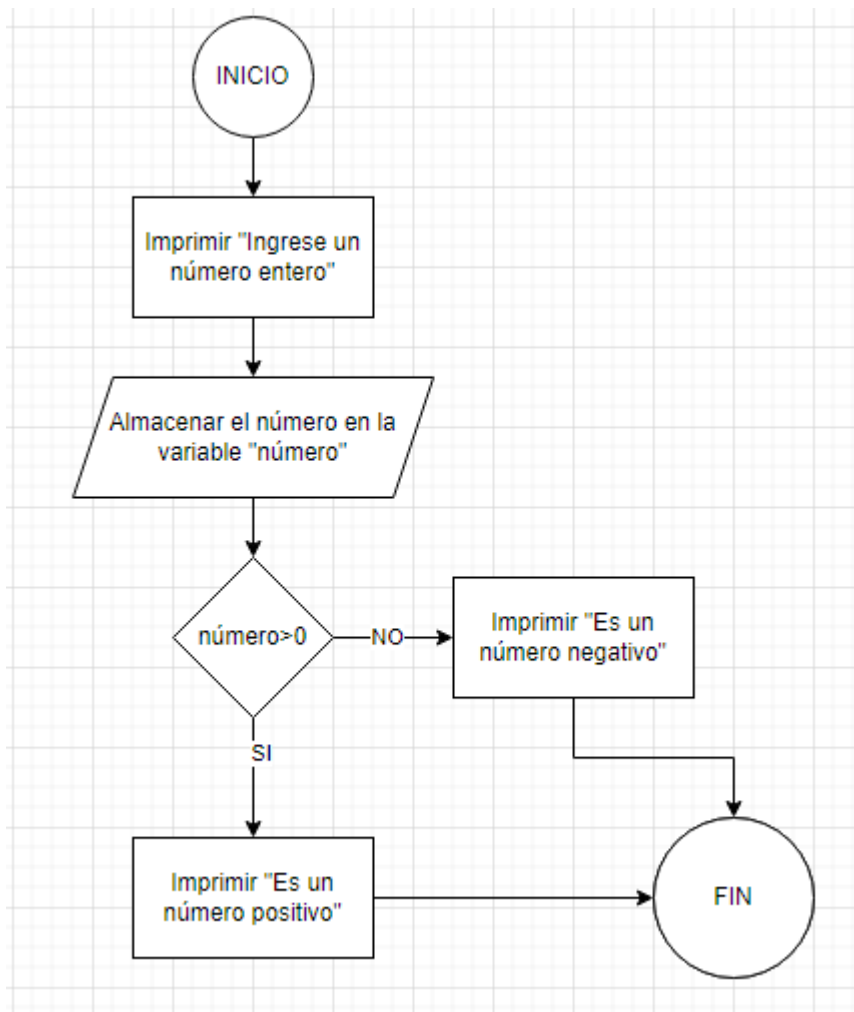 INICIO
Imprimir "Ingrese un
número entero"
Almacenar el número en la
variable "número"
número>0
NO
Imprimir "Es un
número negativo"
SI
Imprimir "Es un
número positivo"
FIN